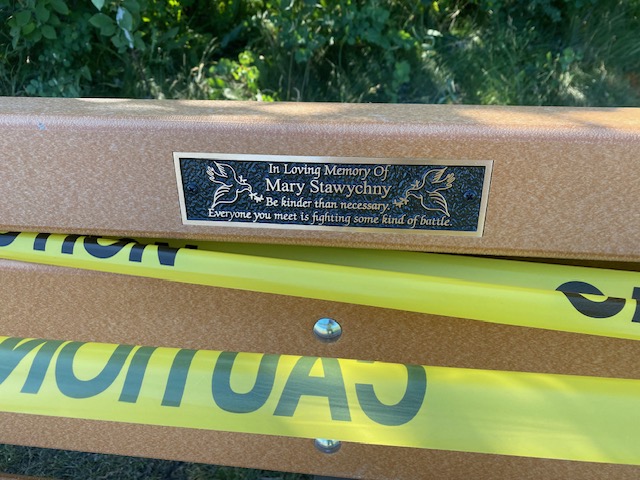 In Loving Memory Of
Mary Stawychny
Be kinder than necessary.
Everyone you meet is fighting some kind of battle.
CAUTION